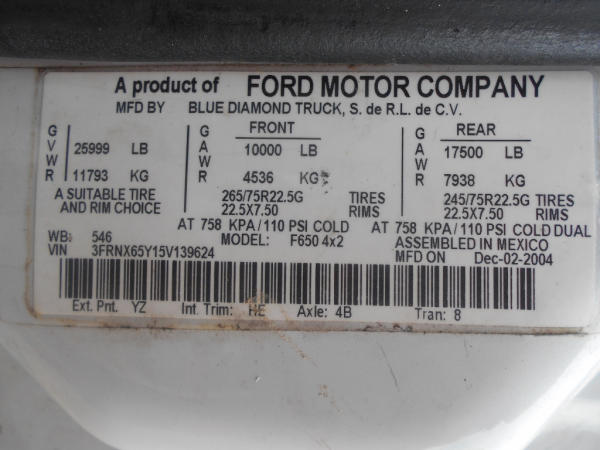 A product of FORD MOTOR COMPANY
MFD BY BLUE DIAMOND TRUCK, S. de R.L. de C.V.
GVWR 25999 LB 11793 KG
GAWR FRONT 10000 LB 4536 KG
GAWR REAR 17500 LB 7938 KG
A SUITABLE TIRE 265/75R22.5G TIRES 245/75R22.5G TIRES
AND RIM CHOICE 22.5X7.50 RIMS 22.5X7.50 RIMS
AT 758 KPA/110 PSI COLD AT 758 KPA/110 PSI COLD DUAL
WB: 546 MODEL: F650 4x2 ASSEMBLED IN MEXICO
VIN 3FRNX65Y15V139624 MFD ON Dec-02-2004
Ext. Pnt. YZ Int. Trim: HE Axle: 4B Tran: 8